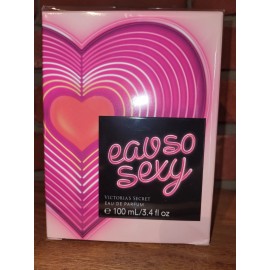 eau so
sexy
VICTORIA'S SECRET
EAU DE PARFUM
e 100 mL/3.4 fl oz